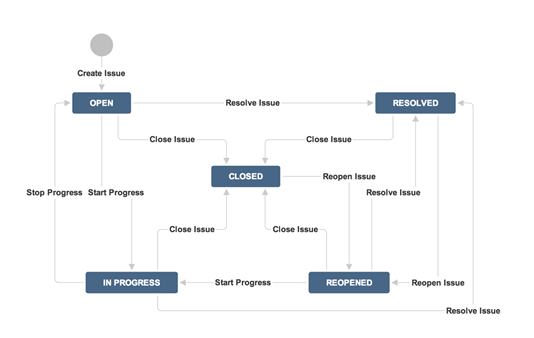 Create Issue
OPEN
Resolve Issue
RESOLVED
Close Issue
Close Issue
CLOSED
Reopen Issue
Stop Progress
Start Progress
Resolve Issue
Close Issue
Close Issue
IN PROGRESS
Start Progress
REOPENED
Reopen Issue
Resolve Issue